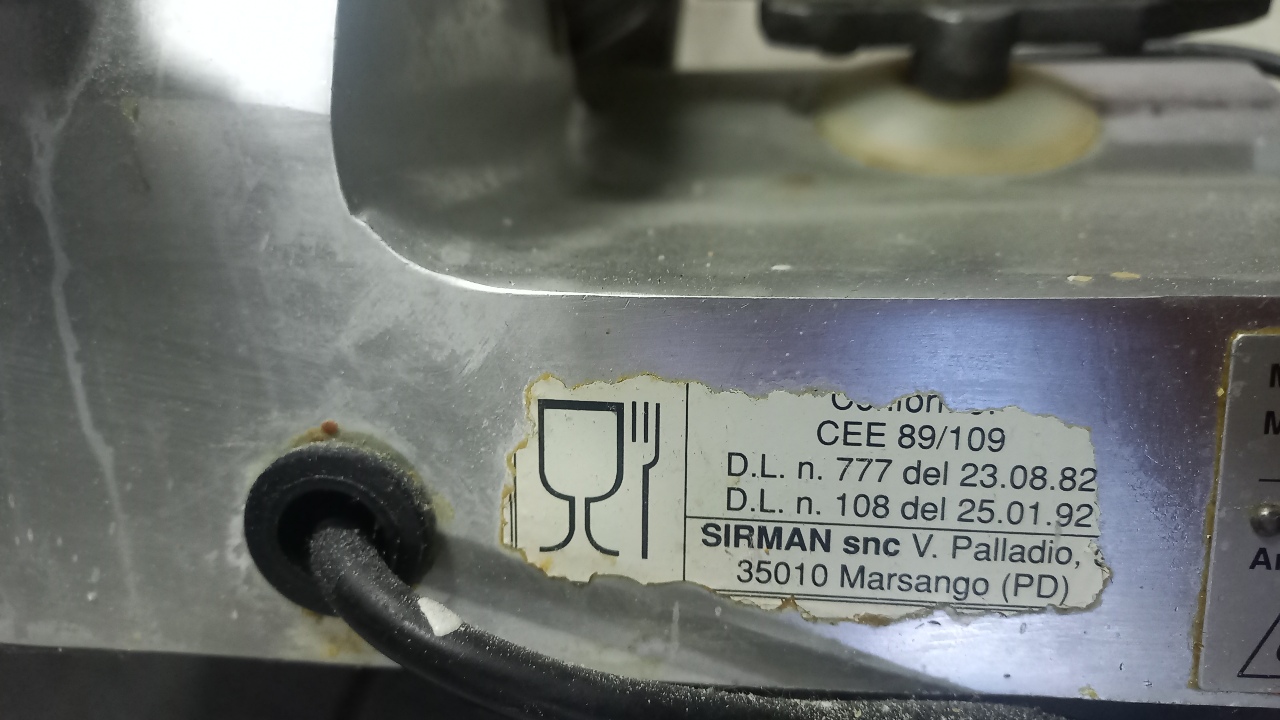 CEE 89/109
D.L. n. 777 del 23.08.82
D.L. n. 108 del 25.01.92
SIRMAN snc V. Palladio,
35010 Marsango (PD)